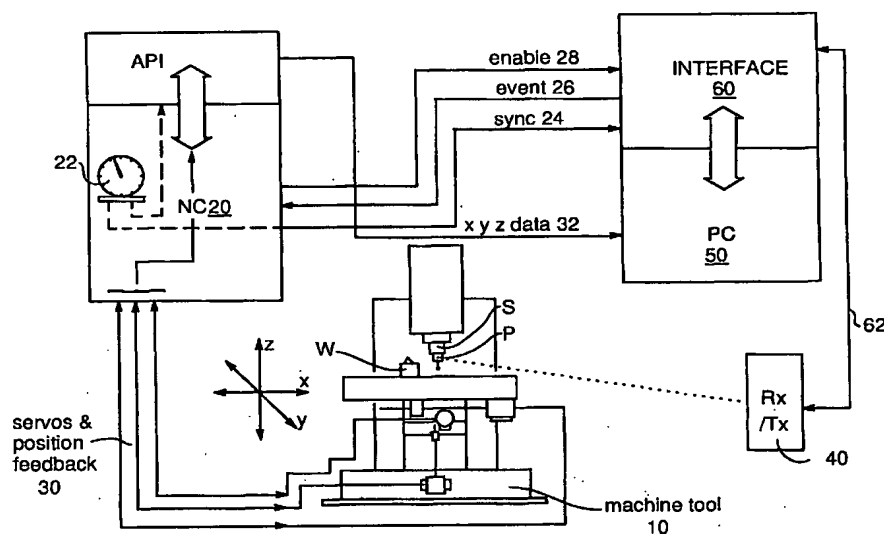 API
enable 28
event 26
sync 24
INTERFACE
60
22
NC20
x y z data 32
PC
50
S
P
W
z
x
y
62
Rx
/Tx
40
servos &
position
feedback
30
machine tool
10